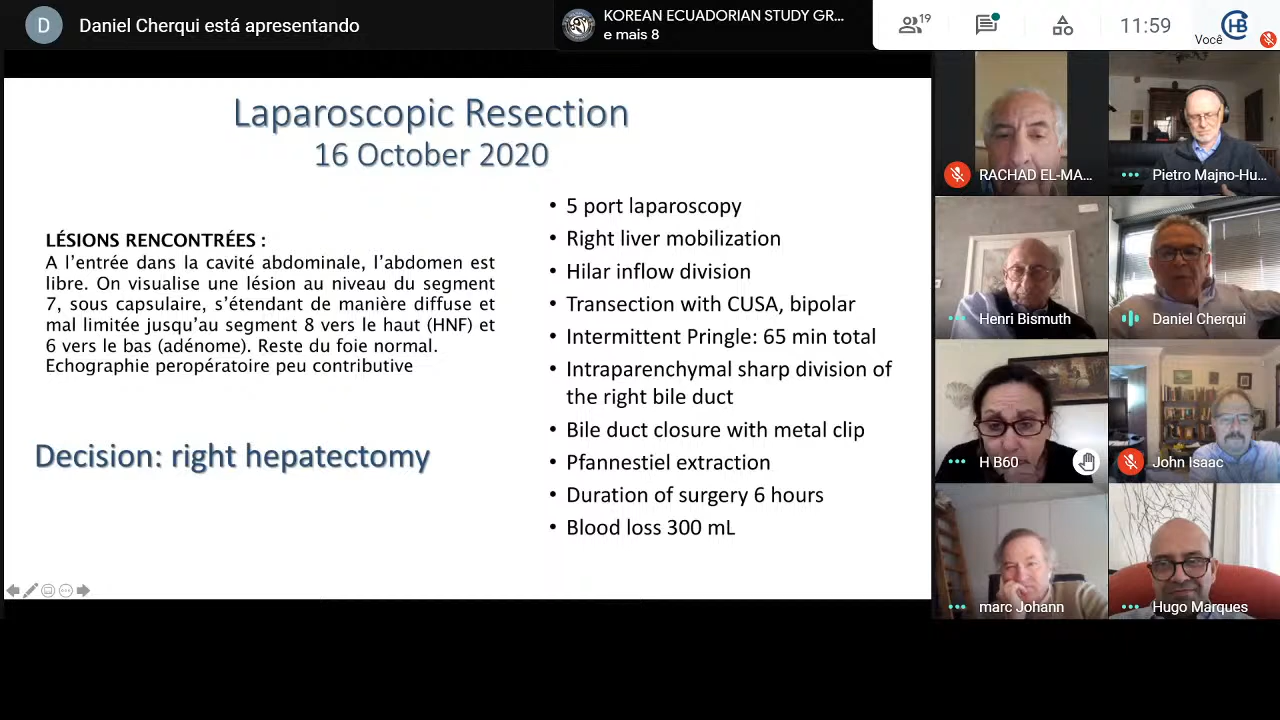 D
Daniel Cherqui está apresentando
KOREAN ECUADORIAN STUDY GR...
e mais 8
19
11:59
Você
HB
Laparoscopic Resection
16 October 2020
LÉSIONS RENCONTRÉES :
A l'entrée dans la cavité abdominale, l'abdomen est
libre. On visualise une lésion au niveau du segment
7, sous capsulaire, s'étendant de manière diffuse et
mal limitée jusqu'au segment 8 vers le haut (HNF) et
6 vers le bas (adénome). Reste du foie normal.
Echographie peropératoire peu contributive
Decision: right hepatectomy
• 5 port laparoscopy
• Right liver mobilization
• Hilar inflow division
• Transection with CUSA, bipolar
• Intermittent Pringle: 65 min total
• Intraparenchymal sharp division of
the right bile duct
• Bile duct closure with metal clip
• Pfannestiel extraction
• Duration of surgery 6 hours
• Blood loss 300 mL
RACHAD EL-MA...
Pietro Majno-Hu...
Henri Bismuth
Daniel Cherqui
H B60
John Isaac
marc Johann
Hugo Marques